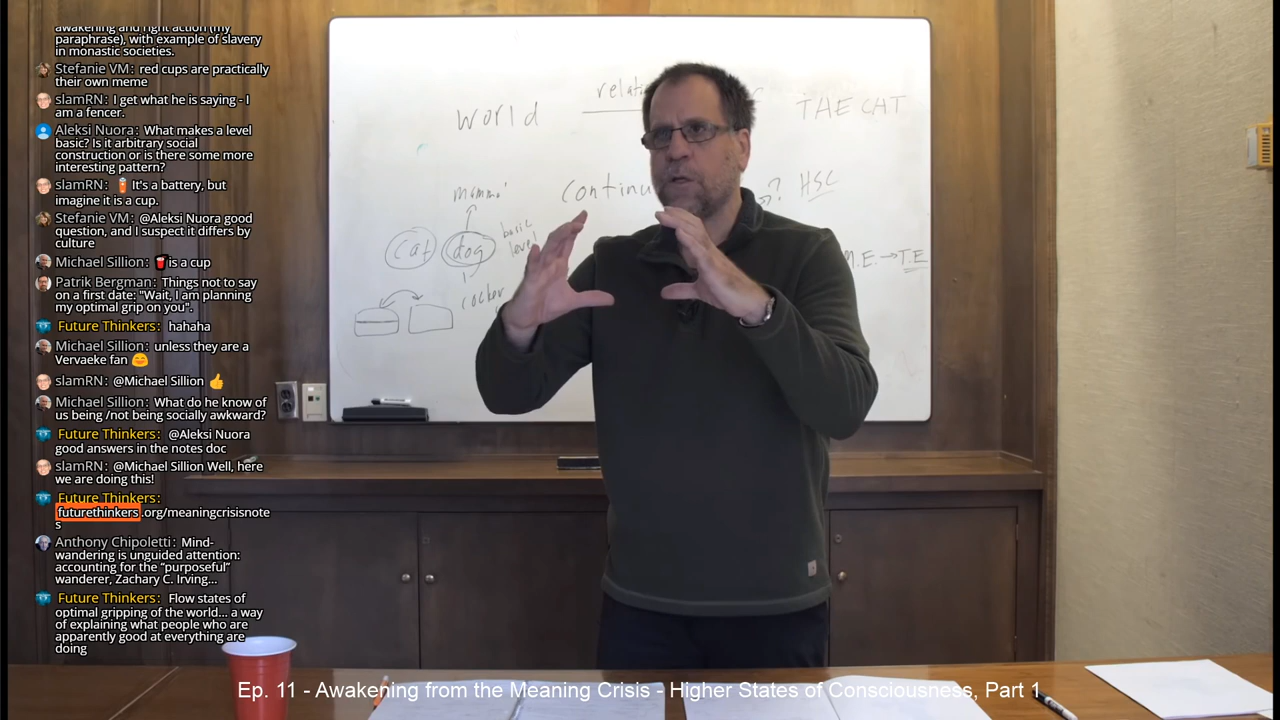 awakening and right action (my
paraphrase), with example of slavery
in monastic societies.
Stefanie VM: red cups are practically
their own meme
slamRN: I get what he is saying - I
am a fencer.
Aleksi Nuora: What makes a level
basic? Is it arbitrary social
construction or is there some more
interesting pattern?
slamRN: 🔋It's a battery, but
imagine it is a cup.
Stefanie VM: @Aleksi Nuora good
question, and I suspect it differs by
culture
Michael Sillion: 🥤is a cup
Patrik Bergman: Things not to say
on a first date: "Wait, I am planning
my optimal grip on you".
Future Thinkers: hahaha
Michael Sillion: unless they are a
Vervaeke fan 😊
slamRN: @Michael Sillion 👍
Michael Sillion: What do he know of
us being /not being socially awkward?
Future Thinkers: @Aleksi Nuora
good answers in the notes doc
slamRN: @Michael Sillion Well, here
we are doing this!
Future Thinkers:
futurethinkers.org/meaningcrisisnote
s
Anthony Chipoletti: Mind-
wandering is unguided attention:
accounting for the "purposeful"
wanderer, Zachary C. Irving...
Future Thinkers: Flow states of
optimal gripping of the world... a way
of explaining what people who are
apparently good at everything are
doing
world
THE CAT
continu
? HSC
cat
dog
basic
level
cocker
M.E. → T.E
Ep. 11 - Awakening from the Meaning Crisis - Higher States of Consciousness, Part 1